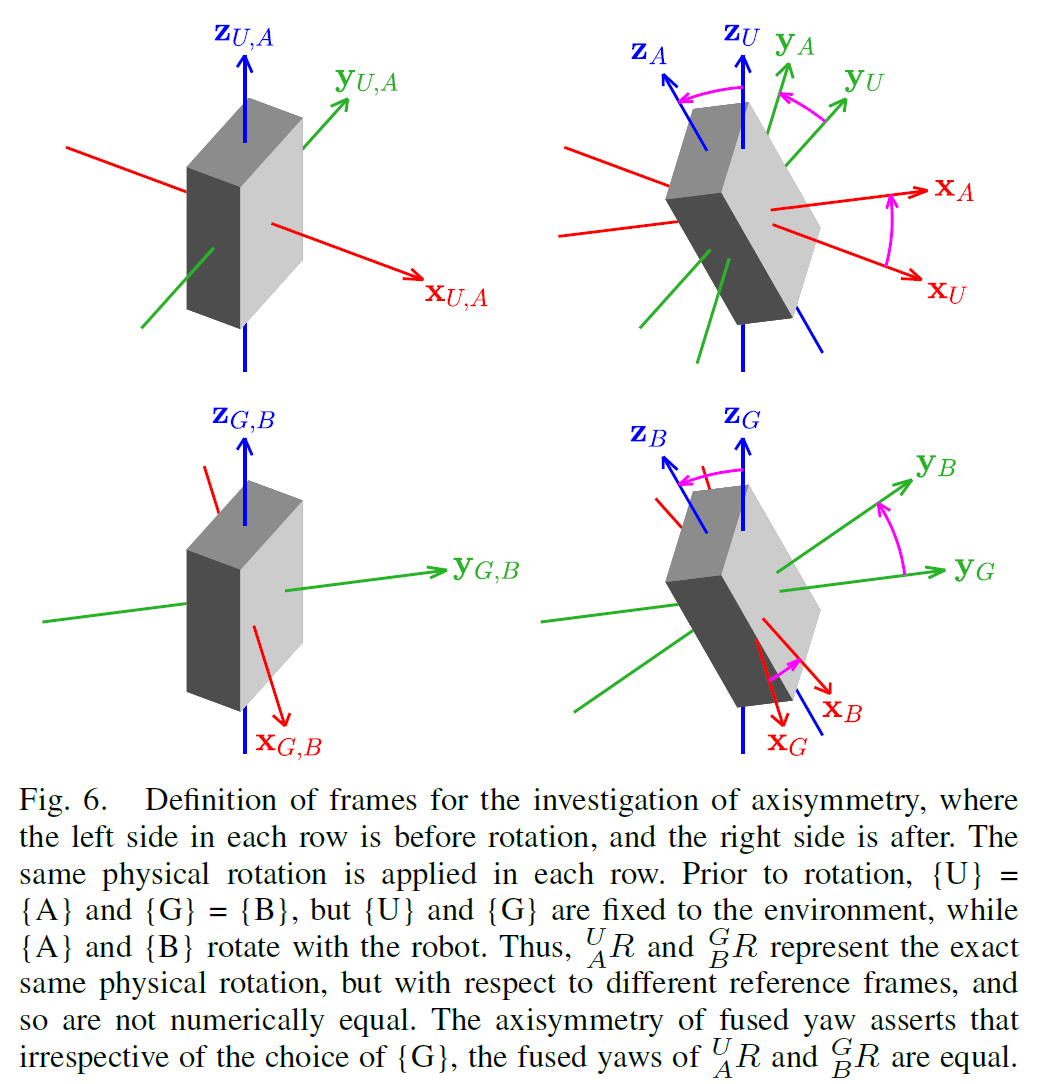 z_{U,A}
y_{U,A}
x_{U,A}
z_A
z_U
y_A
y_U
x_A
x_U
z_{G,B}
y_{G,B}
x_{G,B}
z_B
z_G
y_B
y_G
x_B
x_G
Fig. 6. Definition of frames for the investigation of axisymmetry, where
the left side in each row is before rotation, and the right side is after. The
same physical rotation is applied in each row. Prior to rotation, {U} =
{A} and {G} = {B}, but {U} and {G} are fixed to the environment, while
{A} and {B} rotate with the robot. Thus, ^U_A R and ^G_B R represent the exact
same physical rotation, but with respect to different reference frames, and
so are not numerically equal. The axisymmetry of fused yaw asserts that
irrespective of the choice of {G}, the fused yaws of ^U_A R and ^G_B R are equal.